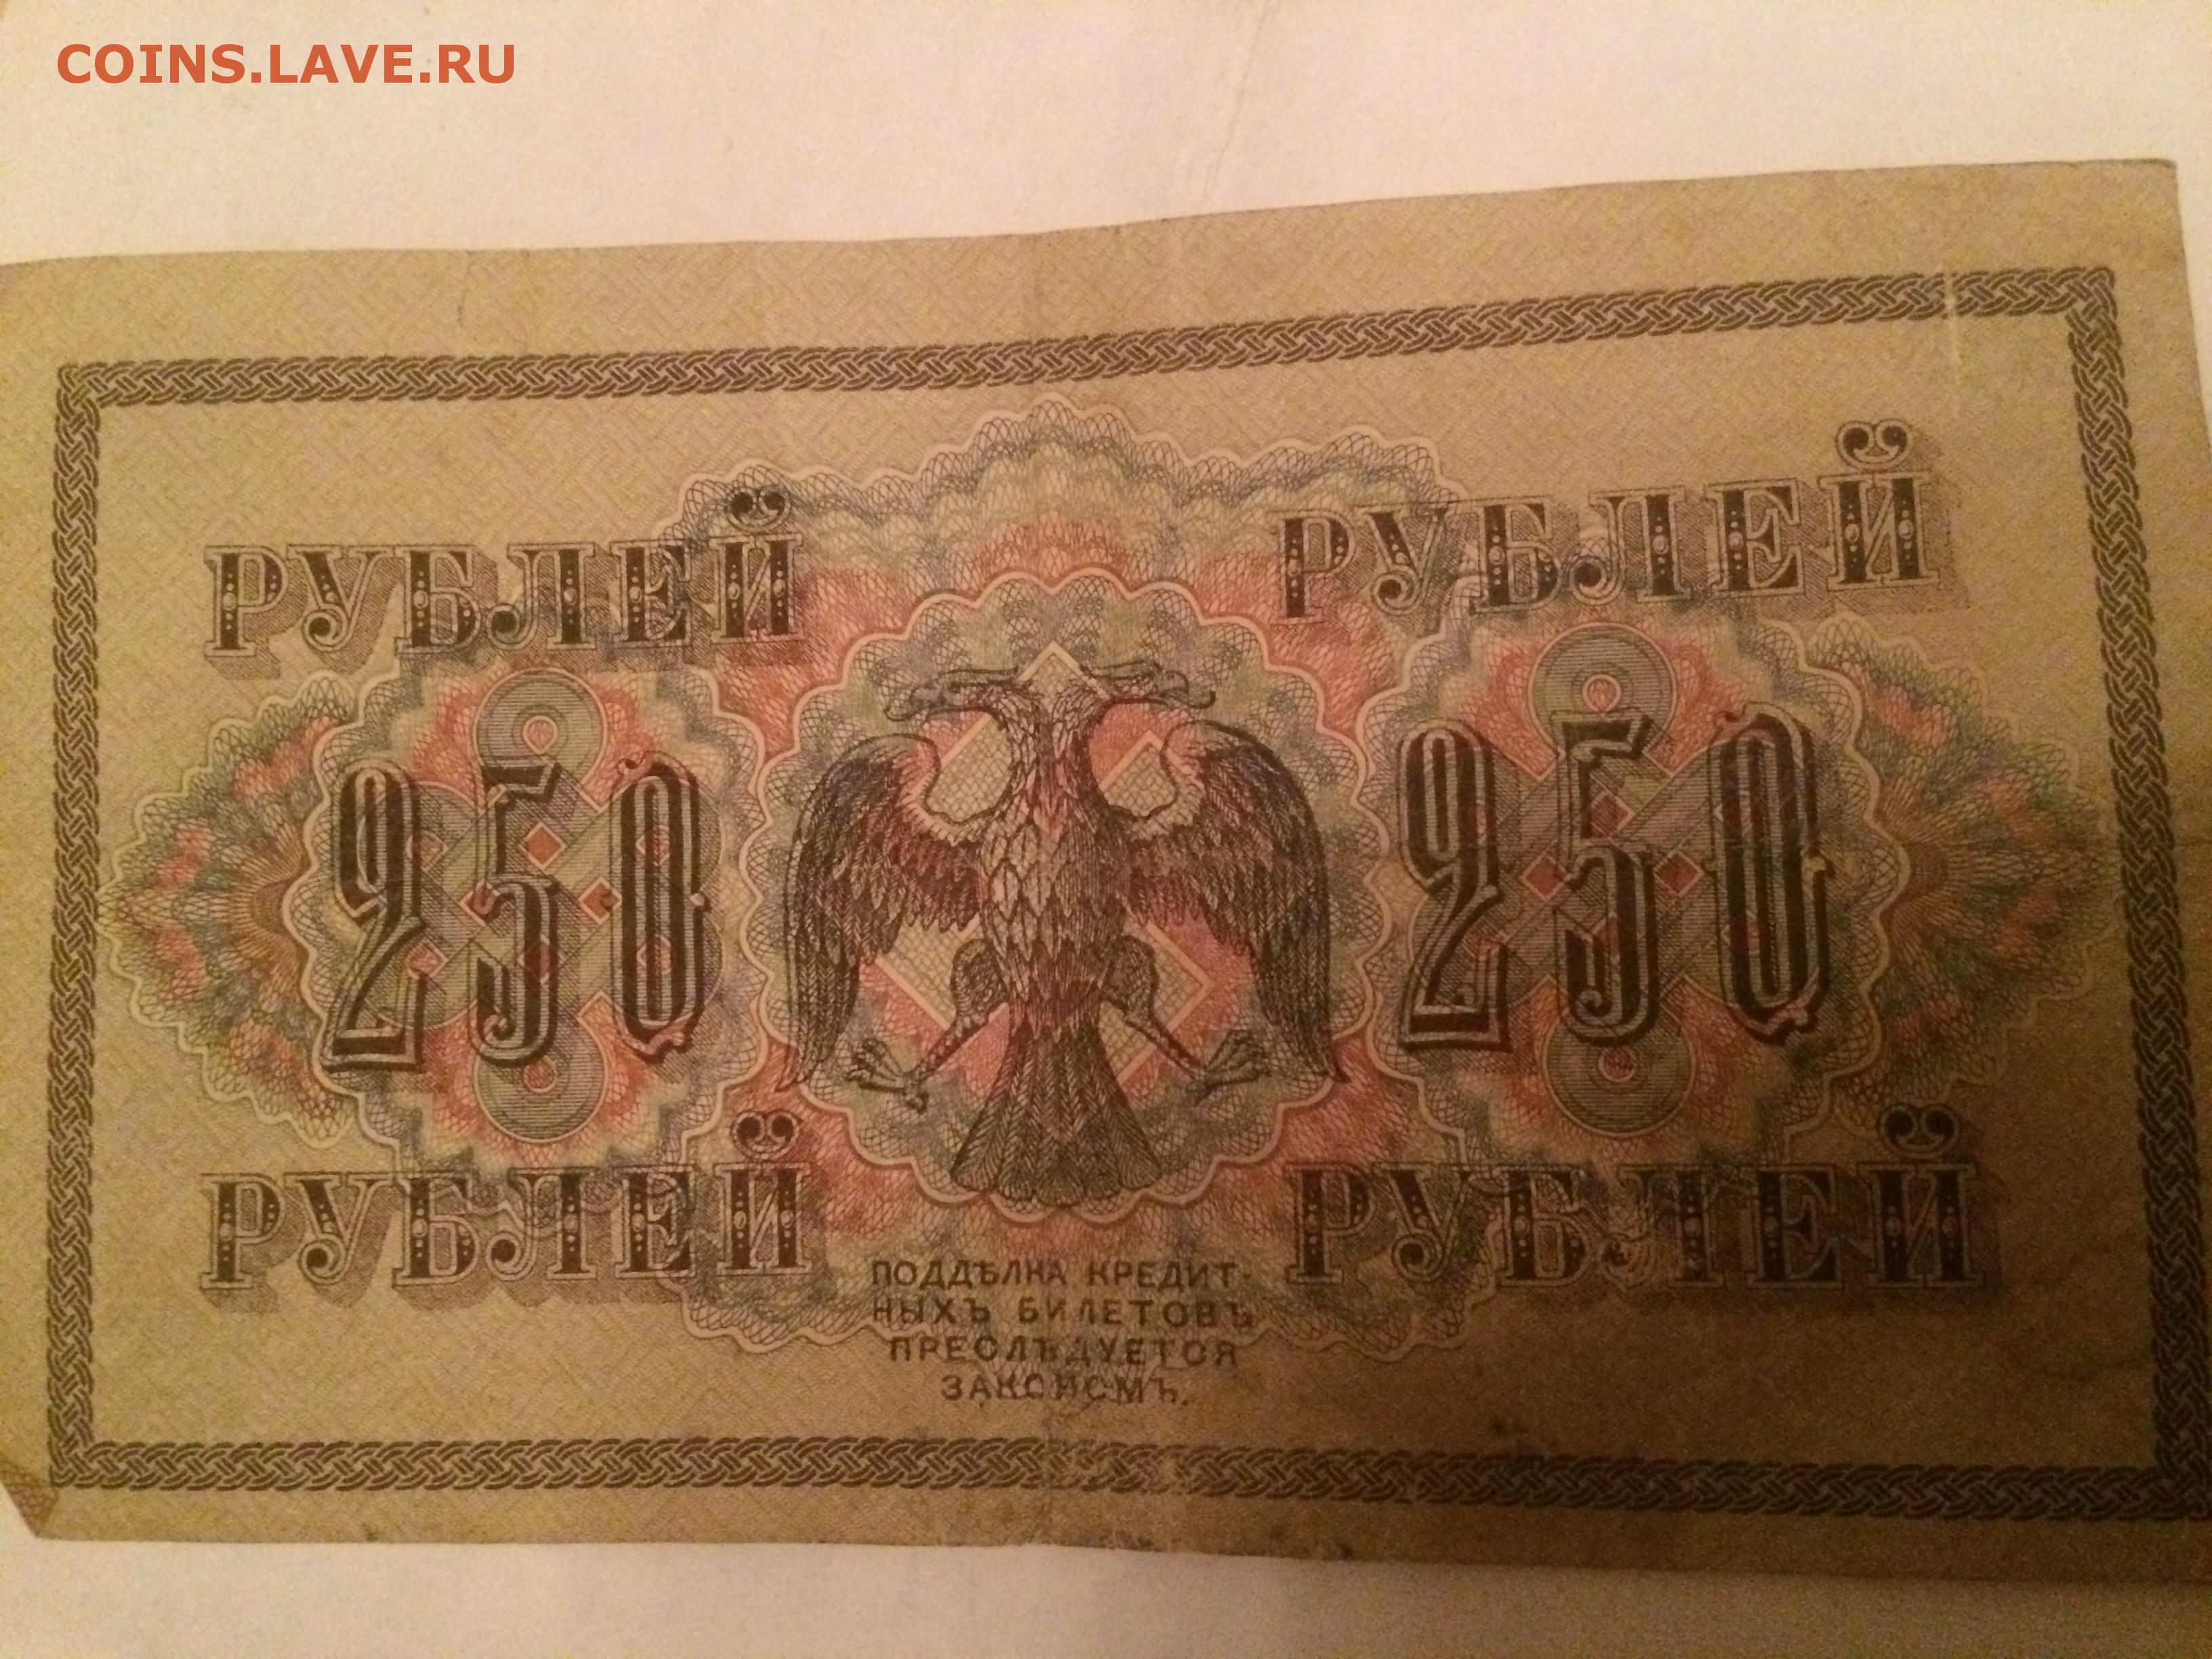 COINS.LAVE.RU
РУБЛЕЙ РУБЛЕЙ
250 250
РУБЛЕЙ РУБЛЕЙ
ПОДДѢЛКА КРЕДИТ-
НЫХЪ БИЛЕТОВЪ
ПРЕСЛѢДУЕТСЯ
ЗАКОНОМЪ.